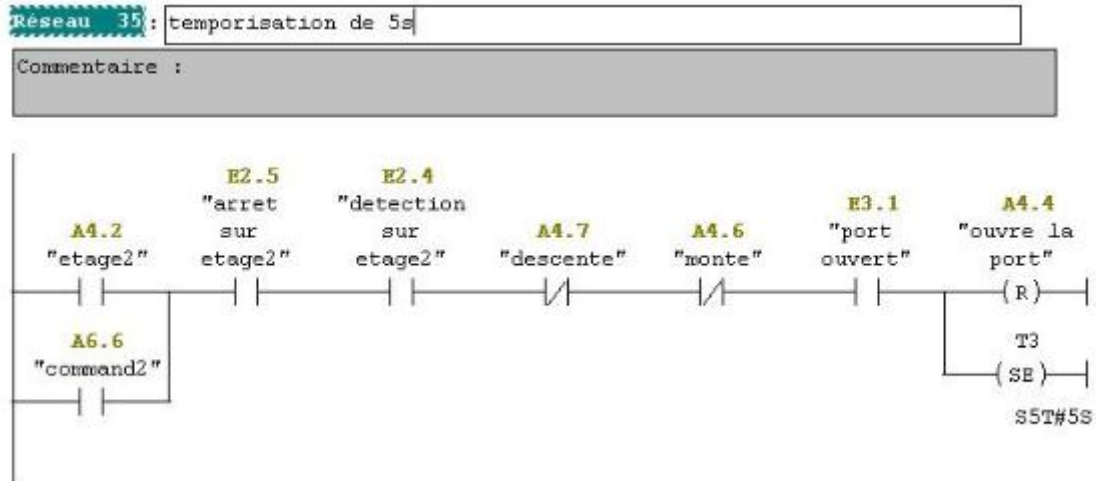 Réseau 35: temporisation de 5s
Commentaire :
E2.5 E2.4
"arret "detection E3.1 A4.4
A4.2 sur sur A4.7 A4.6 "port "ouvre la
"etage2" etage2" etage2" "descente" "monte" ouvert" port"
(R)
A6.6 T3
"command2" (SE)
S5T#5S